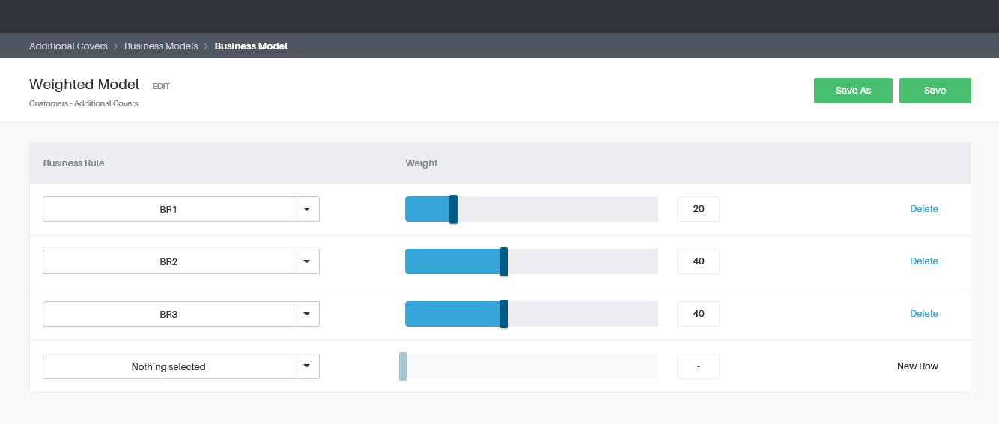 Additional Covers > Business Models > Business Model
Weighted Model EDIT
Customers - Additional Covers
Save As Save
Business Rule Weight
BR1 20 Delete
BR2 40 Delete
BR3 40 Delete
Nothing selected - New Row